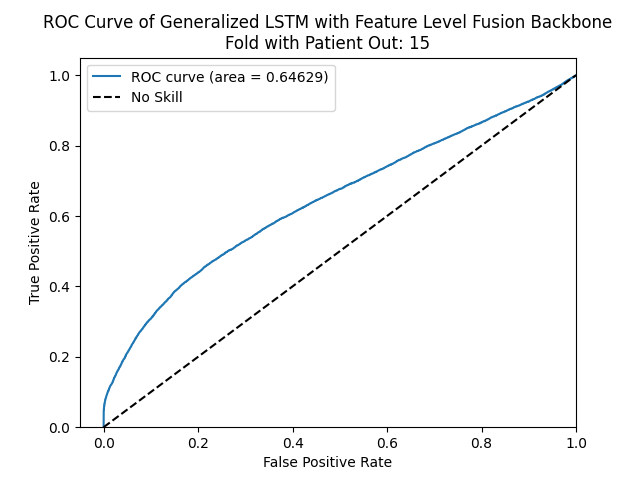 ROC Curve of Generalized LSTM with Feature Level Fusion Backbone
Fold with Patient Out: 15
ROC curve (area = 0.64629)
No Skill
1.0
0.8
0.6
0.4
0.2
0.0
True Positive Rate
0.0 0.2 0.4 0.6 0.8 1.0
False Positive Rate